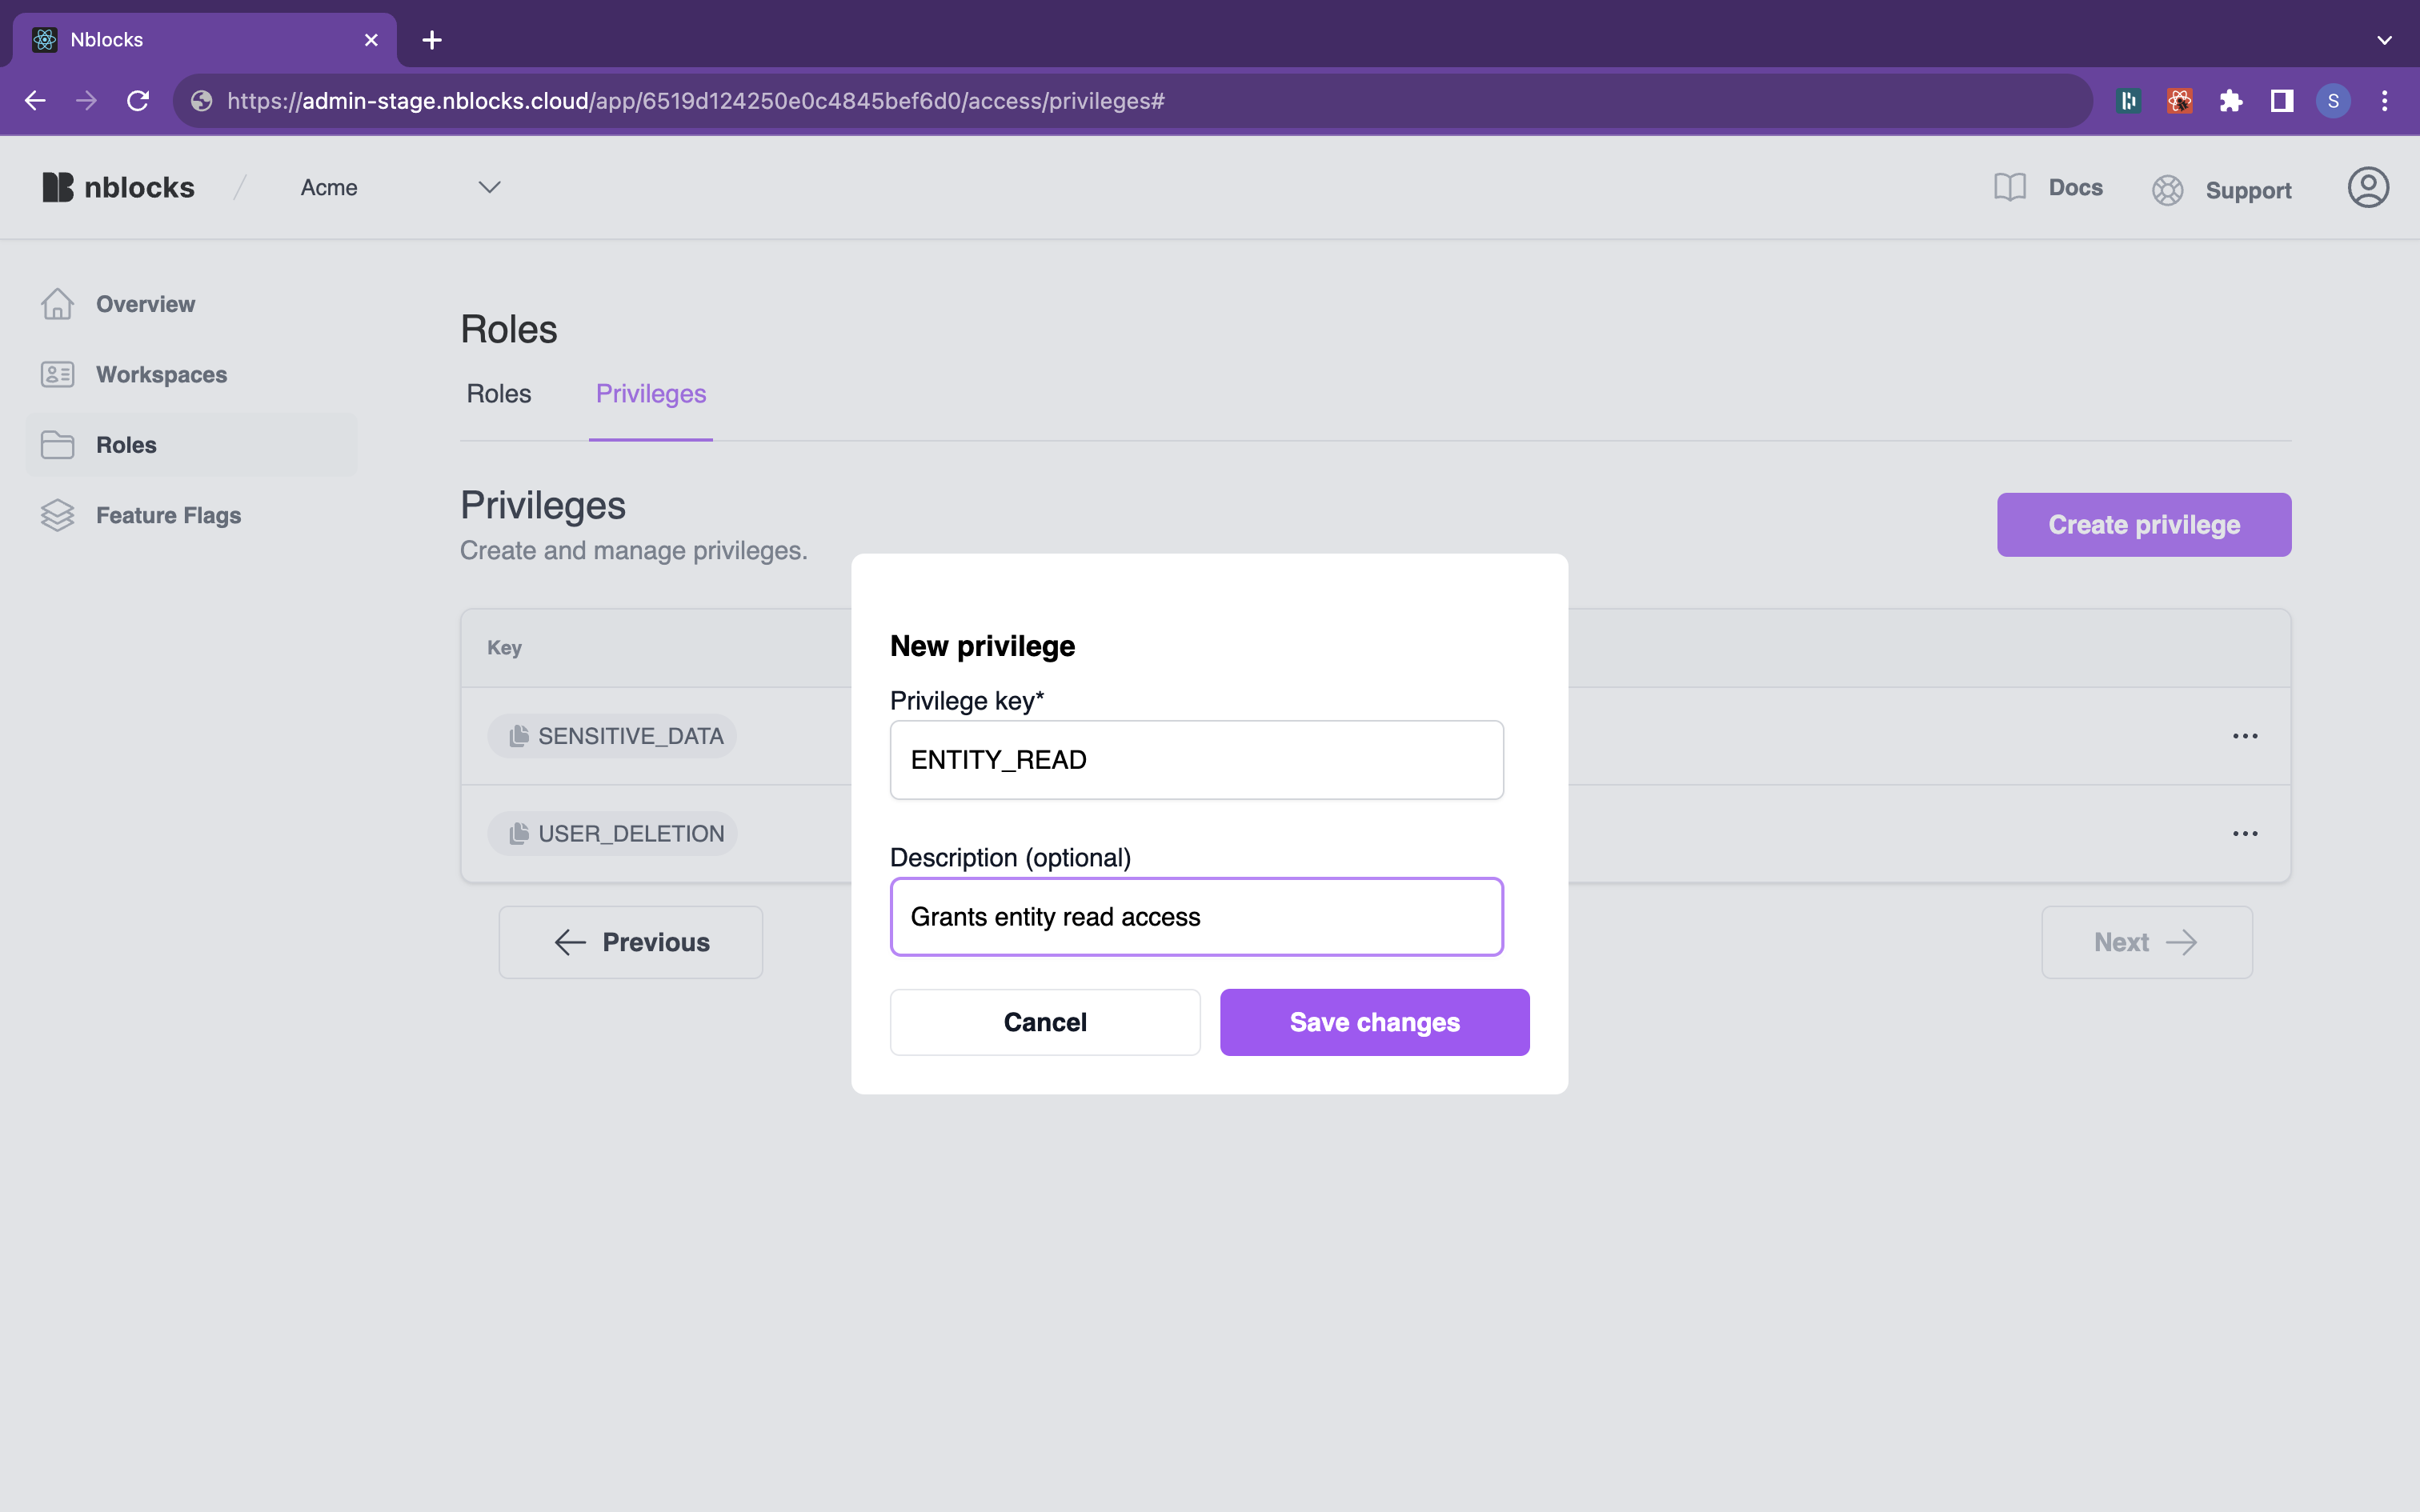 Nblocks
https://admin-stage.nblocks.cloud/app/6519d124250e0c4845bef6d0/access/privileges#
S
nblocks / Acme
Docs
Support
Overview
Workspaces
Roles
Feature Flags
Roles
Roles Privileges
Privileges
Create and manage privileges.
Create privilege
Key
SENSITIVE_DATA
USER_DELETION
Previous
Next
New privilege
Privilege key*
ENTITY_READ
Description (optional)
Grants entity read access
Cancel
Save changes